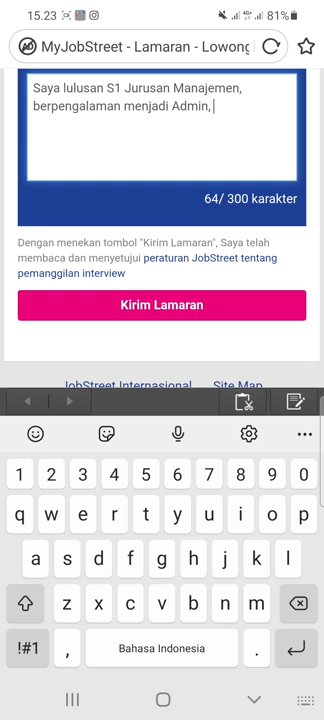 15.23 81%
MyJobStreet - Lamaran - Lowong
Saya lulusan S1 Jurusan Manajemen,
berpengalaman menjadi Admin,
64/ 300 karakter
Dengan menekan tombol "Kirim Lamaran", Saya telah
membaca dan menyetujui peraturan JobStreet tentang
pemanggilan interview
Kirim Lamaran
JobStreet Internasional Site Map
1 2 3 4 5 6 7 8 9 0
q w e r t y u i o p
a s d f g h j k l
z x c v b n m
!#1 , Bahasa Indonesia .